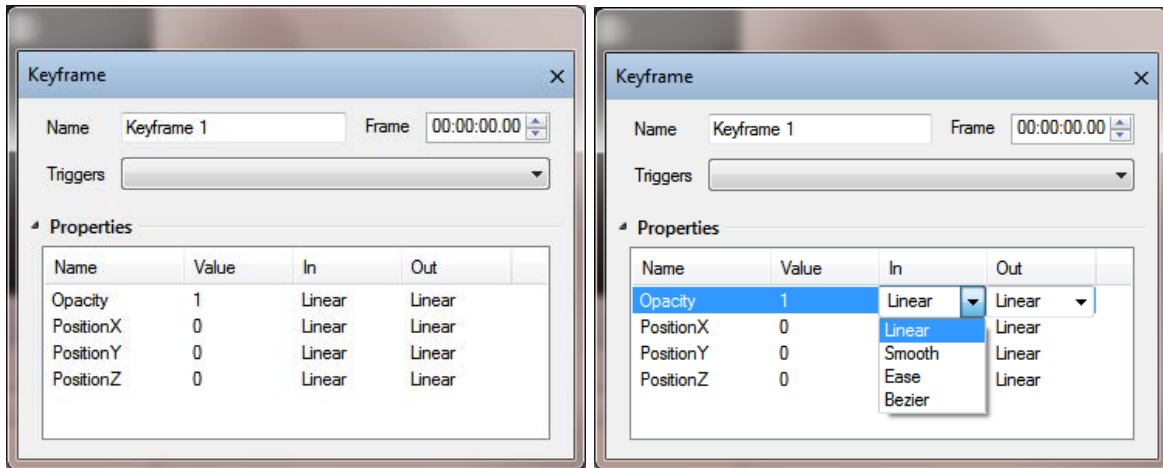 Keyframe
Name Keyframe 1 Frame 00:00:00.00
Triggers
Properties
Name Value In Out
Opacity 1 Linear Linear
PositionX 0 Linear Linear
PositionY 0 Linear Linear
PositionZ 0 Linear Linear
Keyframe
Name Keyframe 1 Frame 00:00:00.00
Triggers
Properties
Name Value In Out
Opacity 1 Linear Linear
PositionX 0 Linear Linear
PositionY 0 Smooth Linear
PositionZ 0 Ease Linear
Bezier